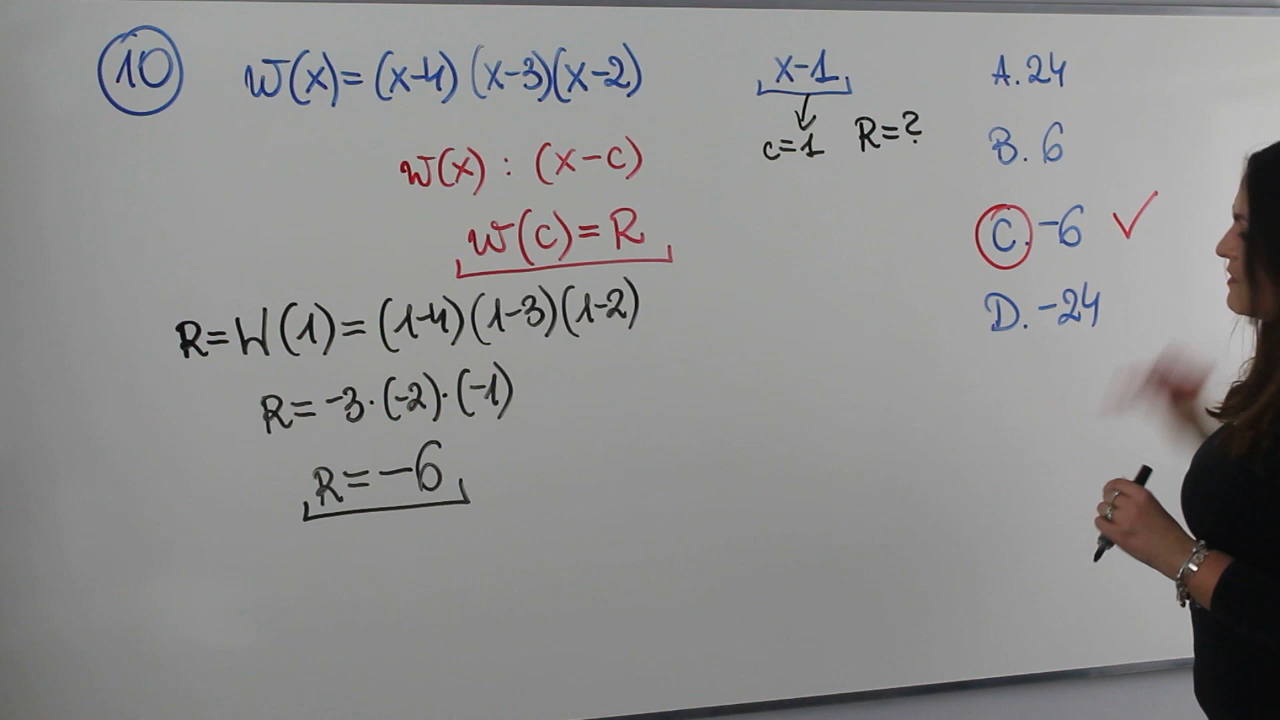 10 W(x)=(x-4)(x-3)(x-2) x-1 A. 24
c=1 R=? B. 6
W(x) : (x-c)
W(c)=R C. -6 ✓
R=W(1)=(1-4)(1-3)(1-2) D. -24
R=-3·(-2)·(-1)
R=-6